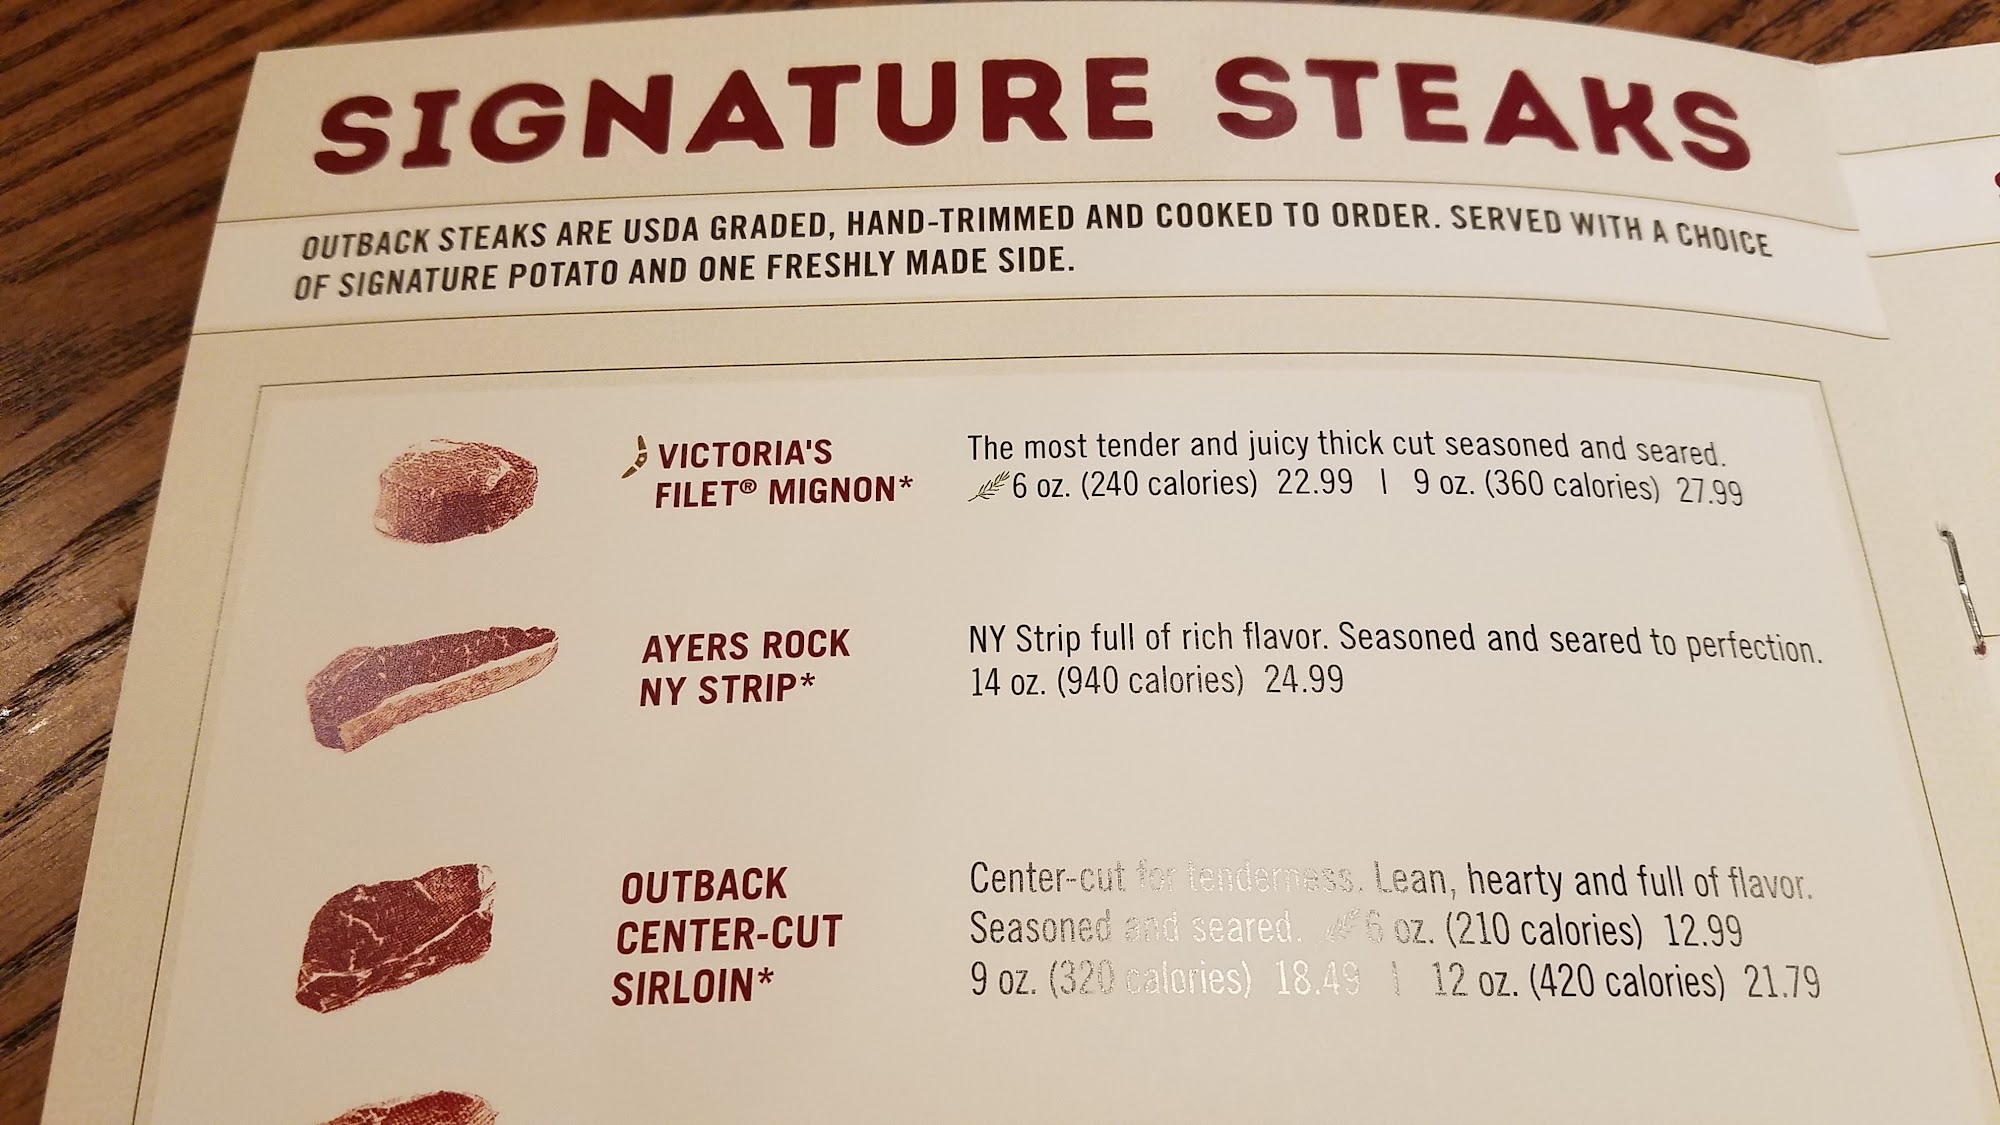 SIGNATURE STEAKS
OUTBACK STEAKS ARE USDA GRADED, HAND-TRIMMED AND COOKED TO ORDER. SERVED WITH A CHOICE
OF SIGNATURE POTATO AND ONE FRESHLY MADE SIDE.
VICTORIA'S
FILET® MIGNON*
The most tender and juicy thick cut seasoned and seared.
6 oz. (240 calories) 22.99 | 9 oz. (360 calories) 27.99
AYERS ROCK
NY STRIP*
NY Strip full of rich flavor. Seasoned and seared to perfection.
14 oz. (940 calories) 24.99
OUTBACK
CENTER-CUT
SIRLOIN*
Center-cut for tenderness. Lean, hearty and full of flavor.
Seasoned and seared. 6 oz. (210 calories) 12.99
9 oz. (320 calories) 18.49 | 12 oz. (420 calories) 21.79